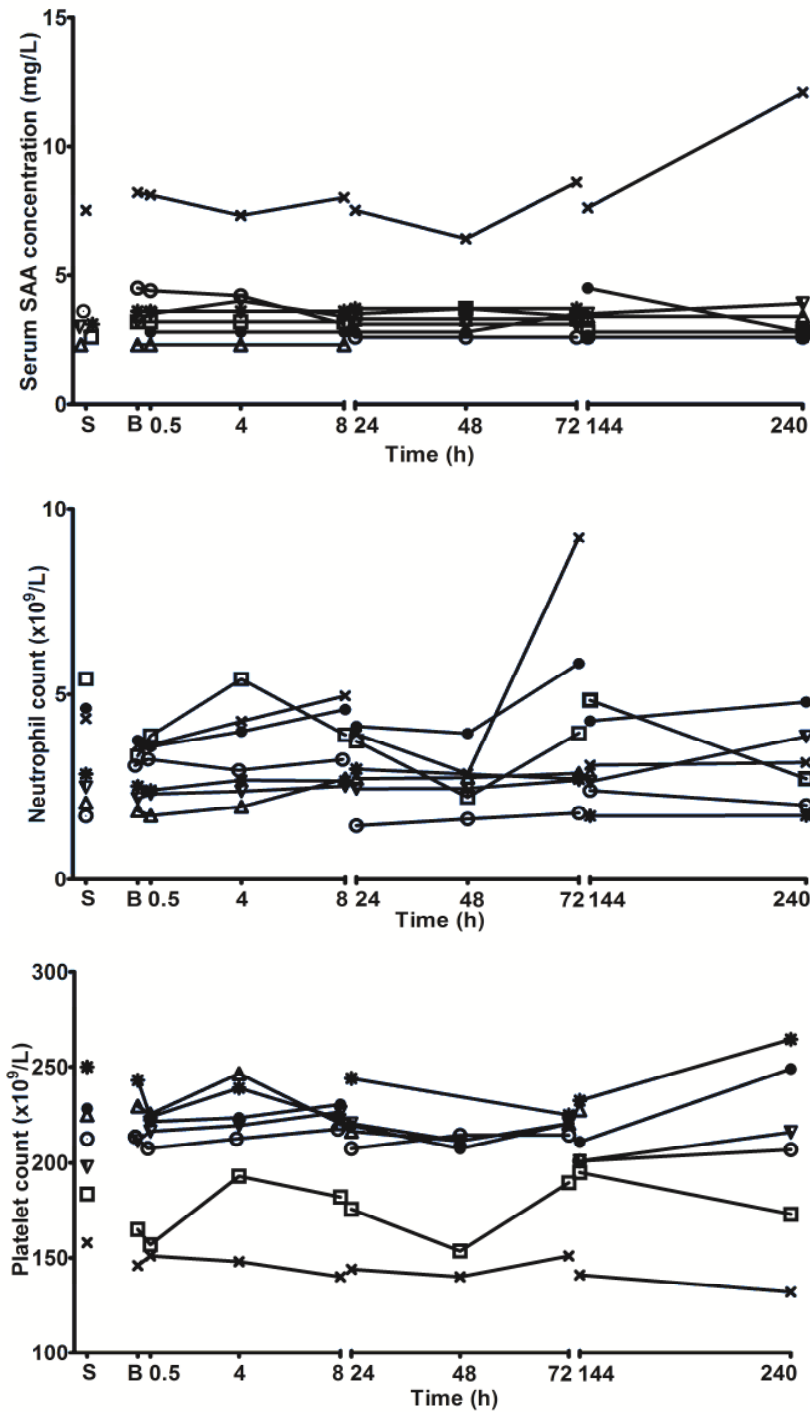 Serum SAA concentration (mg/L)
15
10
5
0
S B 0.5 4 8 24 48 72 144 240
Time (h)
Neutrophil count (x10⁹/L)
10
5
0
S B 0.5 4 8 24 48 72 144 240
Time (h)
Platelet count (x10⁹/L)
300
250
200
150
100
S B 0.5 4 8 24 48 72 144 240
Time (h)